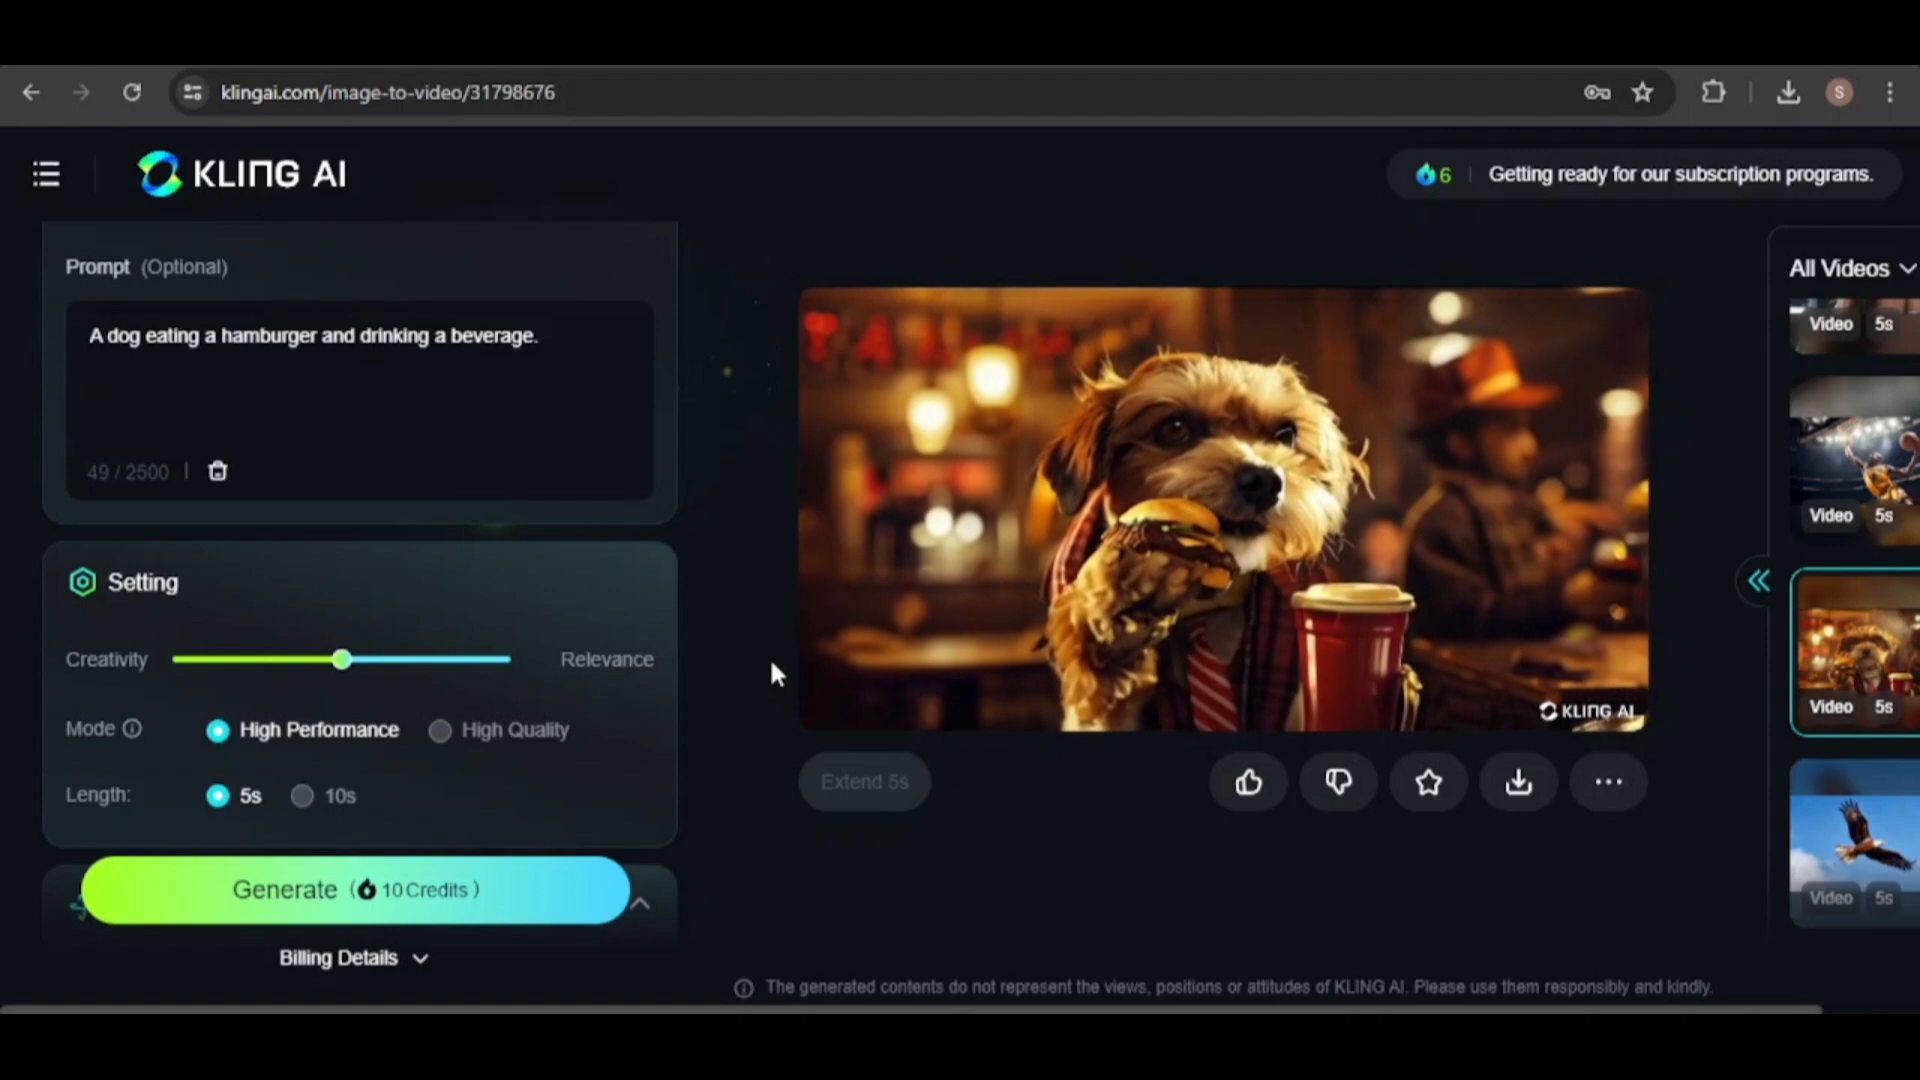 klingai.com/image-to-video/31798676
S
KLING AI
6
Getting ready for our subscription programs.
Prompt (Optional)
A dog eating a hamburger and drinking a beverage.
49 / 2500
Setting
Creativity
Relevance
Mode
High Performance
High Quality
Length:
5s
10s
Generate ( 10 Credits )
Billing Details
KLING AI
Extend 5s
All Videos
Video 5s
Video 5s
Video 5s
Video 5s
The generated contents do not represent the views, positions or attitudes of KLING AI. Please use them responsibly and kindly.